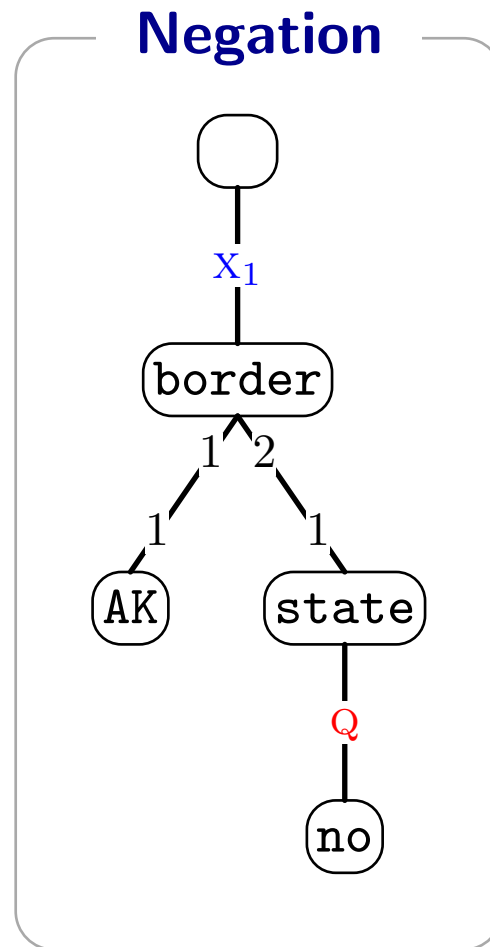 Negation
X₁
border
1 2
1 1
AK state
Q
no